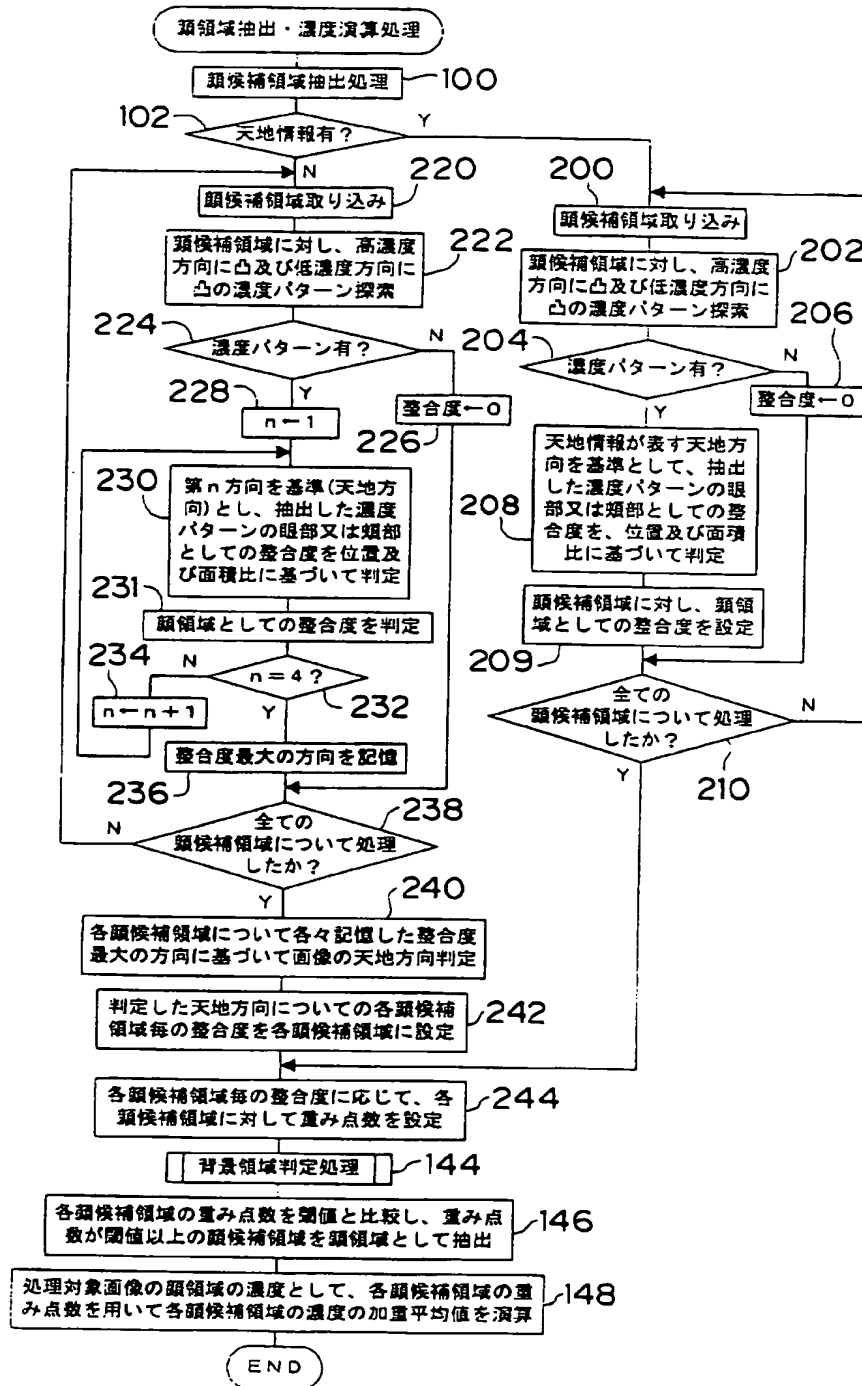 顔領域抽出・濃度演算処理
顔候補領域抽出処理
100
102
天地情報有?
Y
N
220
顔候補領域取り込み
顔候補領域に対し、高濃度
方向に凸及び低濃度方向に
凸の濃度パターン探索
222
224
濃度パターン有?
N
Y
228
n←1
整合度←0
226
230
第n方向を基準(天地方
向)とし、抽出した濃度
パターンの眼部又は頬部
としての整合度を位置及
び面積比に基づいて判定
231
顔領域としての整合度を判定
234
N
n=4?
232
n←n+1
Y
整合度最大の方向を記憶
236
N
全ての
顔候補領域について処理
したか?
238
Y
200
顔候補領域取り込み
顔候補領域に対し、高濃度
方向に凸及び低濃度方向に
凸の濃度パターン探索
202
204
濃度パターン有?
N
206
整合度←0
Y
天地情報が表す天地方
向を基準として、抽出
した濃度パターンの眼
部又は頬部としての整
合度を、位置及び面積
比に基づいて判定
208
顔候補領域に対し、顔領
域としての整合度を設定
209
全ての
顔候補領域について処理
したか?
N
210
Y
240
各顔候補領域について各々記憶した整合度
最大の方向に基づいて画像の天地方向判定
判定した天地方向についての各顔候補
領域毎の整合度を各顔候補領域に設定
242
各顔候補領域毎の整合度に応じて、各
顔候補領域に対して重み点数を設定
244
背景領域判定処理
144
各顔候補領域の重み点数を閾値と比較し、重み点
数が閾値以上の顔候補領域を顔領域として抽出
146
処理対象画像の顔領域の濃度として、各顔候補領域の重
み点数を用いて各顔候補領域の濃度の加重平均値を演算
148
END